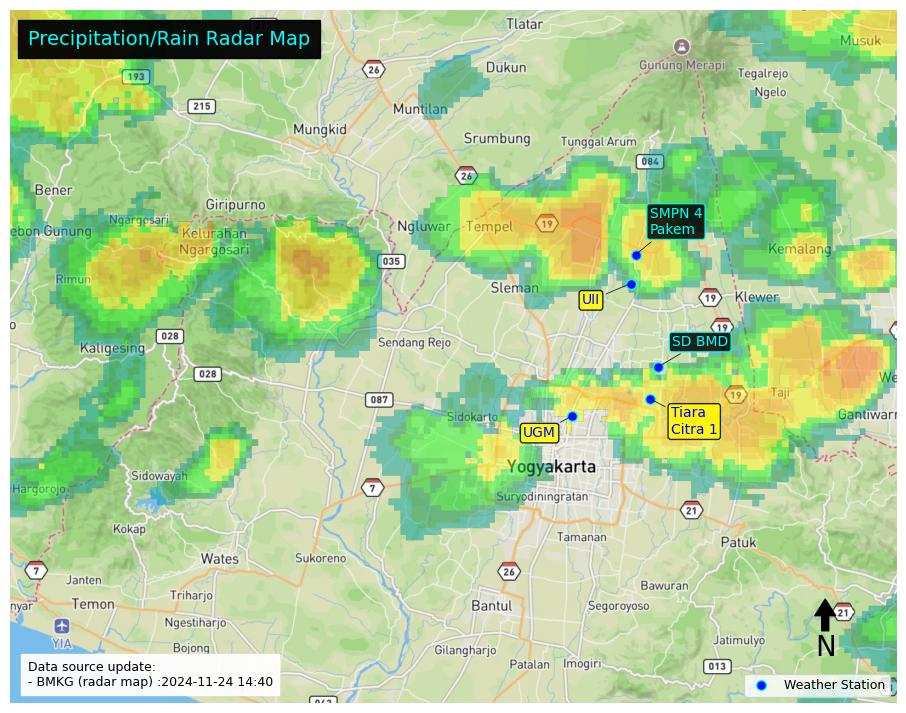 Precipitation/Rain Radar Map
Tlatar
Musuk
193
26
Dukun
Gunung Merapi
Tegalrejo
Ngelo
215
Muntilan
Mungkid
Srumbung
Tunggal Arum
084
26
Bener
Giripurno
Ngargosari
SMPN 4
Pakem
ebon Gunung
Kelurahan
Ngargosari
Ngluwar
Tempel
19
Kemalang
035
Rimun
Sleman
UII
19
Klewer
19
028
Kaligesing
Sendang Rejo
SD BMD
028
087
19
Taji
We
Sidokarto
Tiara
Citra 1
Gantiwarn
UGM
Yogyakarta
Sidowayah
Hargorojo
7
Suryodiningratan
21
Kokap
Tamanan
Patuk
Wates
Sukoreno
7
26
Janten
Bawuran
Temon
Triharjo
Bantul
Segoroyoso
nyar
21
Ngestiharjo
YIA
Jatimulyo
N
Bojong
Gilangharjo
Patalan
Imogiri
013
Data source update:
- BMKG (radar map) :2024-11-24 14:40
Weather Station